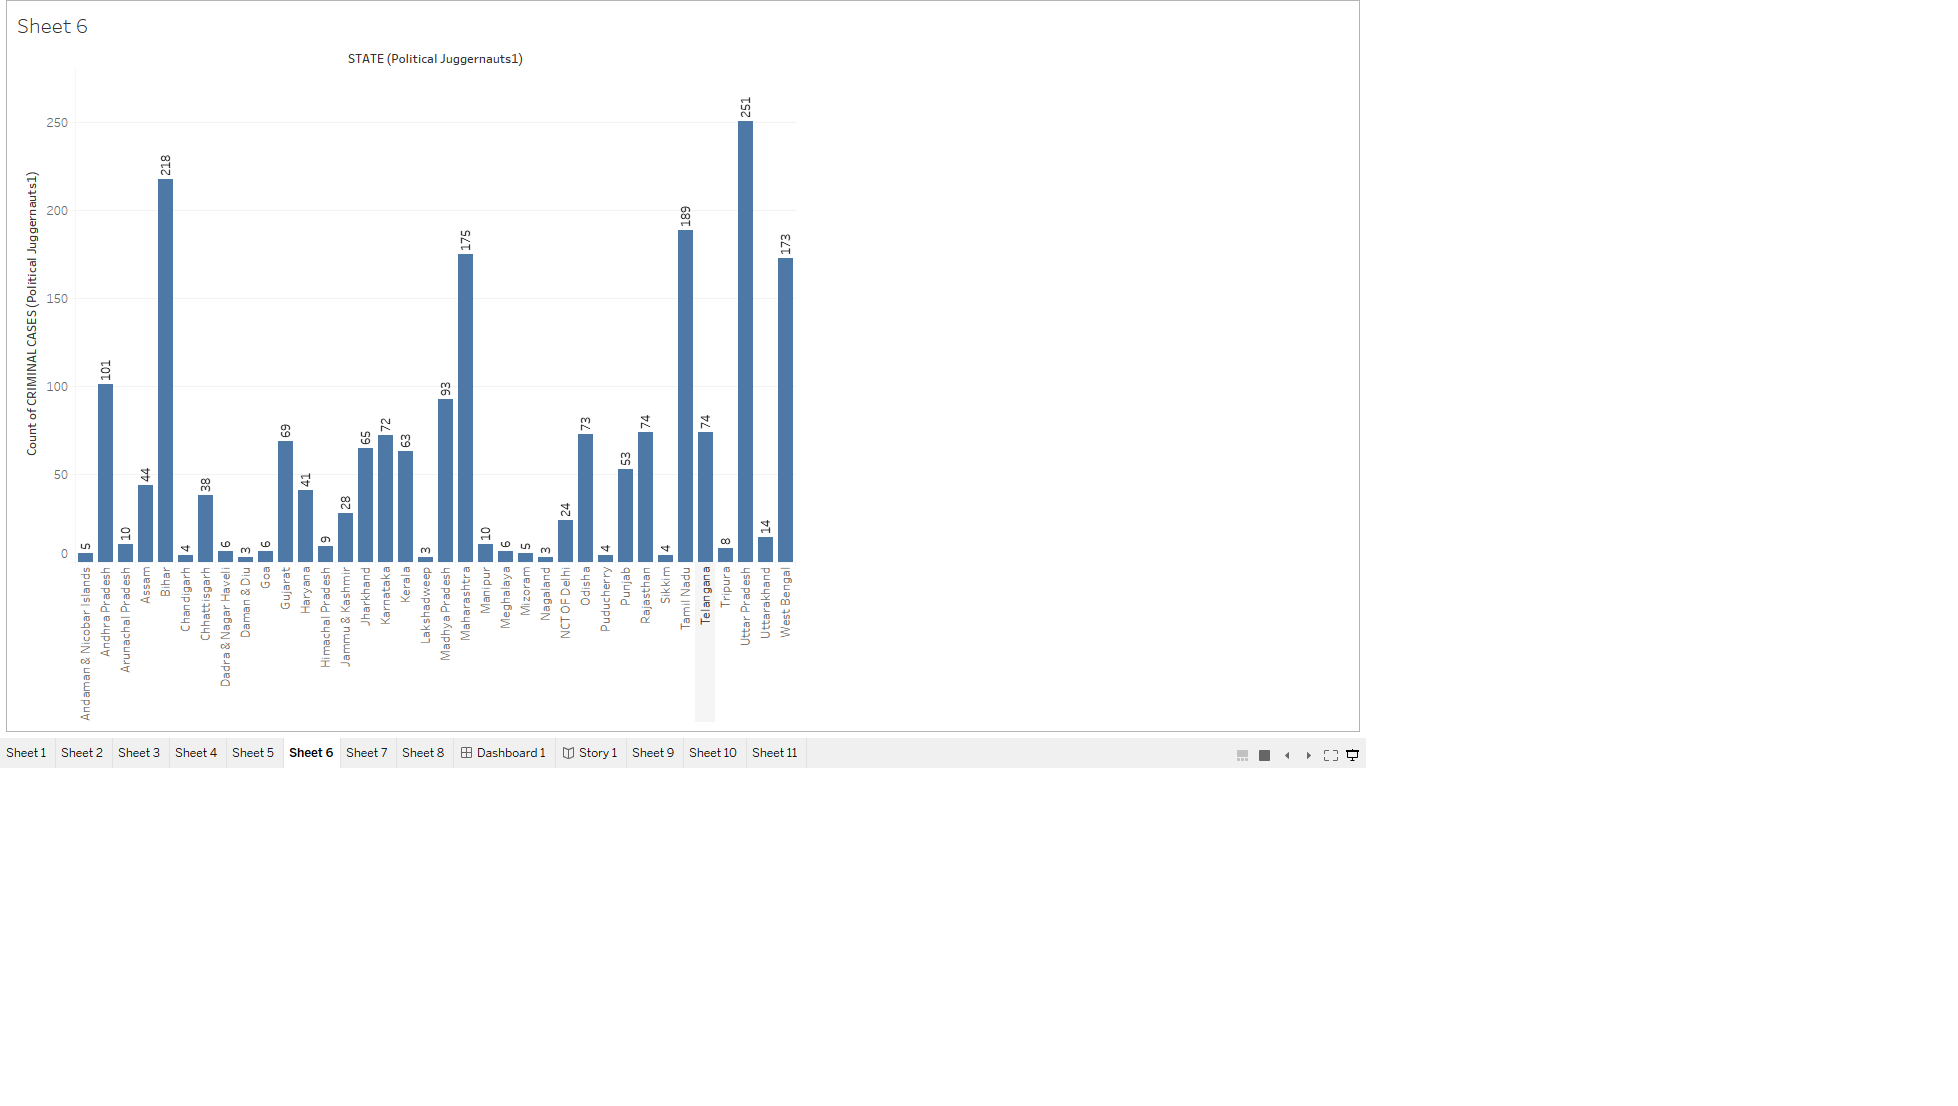 Sheet 6
STATE (Political Juggernauts1)
Count of CRIMINAL CASES (Political Juggernauts1)
250
200
150
100
50
0
5
101
10
44
218
4
38
6
3
6
69
41
9
28
65
72
63
3
93
175
10
6
5
3
24
73
4
53
74
4
189
74
8
251
14
173
Andaman & Nicobar Islands
Andhra Pradesh
Arunachal Pradesh
Assam
Bihar
Chandigarh
Chhattisgarh
Dadra & Nagar Haveli
Daman & Diu
Goa
Gujarat
Haryana
Himachal Pradesh
Jammu & Kashmir
Jharkhand
Karnataka
Kerala
Lakshadweep
Madhya Pradesh
Maharashtra
Manipur
Meghalaya
Mizoram
Nagaland
NCT OF Delhi
Odisha
Puducherry
Punjab
Rajasthan
Sikkim
Tamil Nadu
Telangana
Tripura
Uttar Pradesh
Uttarakhand
West Bengal
Sheet 1 Sheet 2 Sheet 3 Sheet 4 Sheet 5 Sheet 6 Sheet 7 Sheet 8 Dashboard 1 Story 1 Sheet 9 Sheet 10 Sheet 11